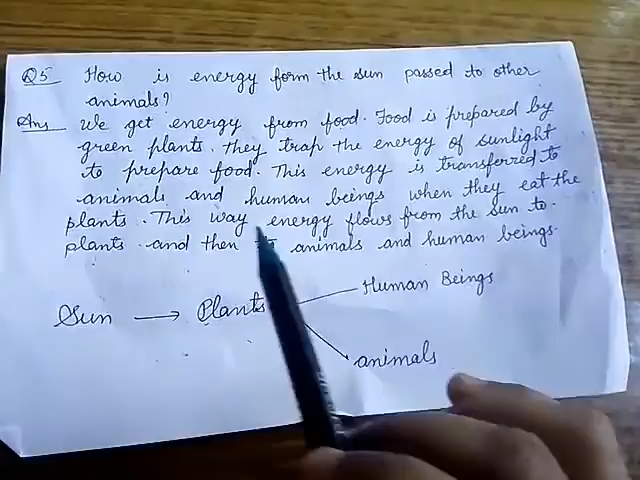 Q5 How is energy form the sun passed to other
animals?
Ans We get energy from food. Food is prepared by
green plants. They trap the energy of sunlight
to prepare food. This energy is transferred to
animals and human beings when they eat the
plants. This way energy flows from the sun to
plants and then to animals and human beings.
Human Beings
Sun → Plants
animals